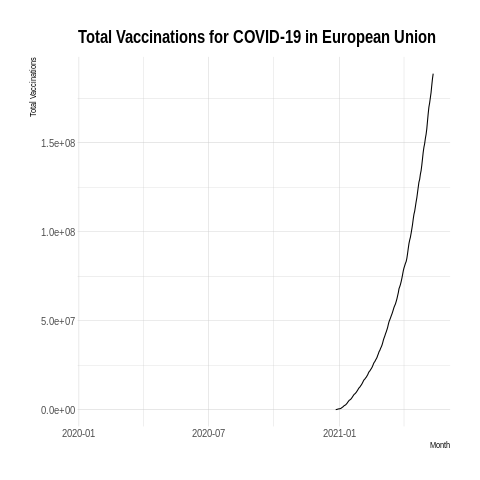 Total Vaccinations for COVID-19 in European Union
Total Vaccinations
1.5e+08
1.0e+08
5.0e+07
0.0e+00
2020-01 2020-07 2021-01
Month